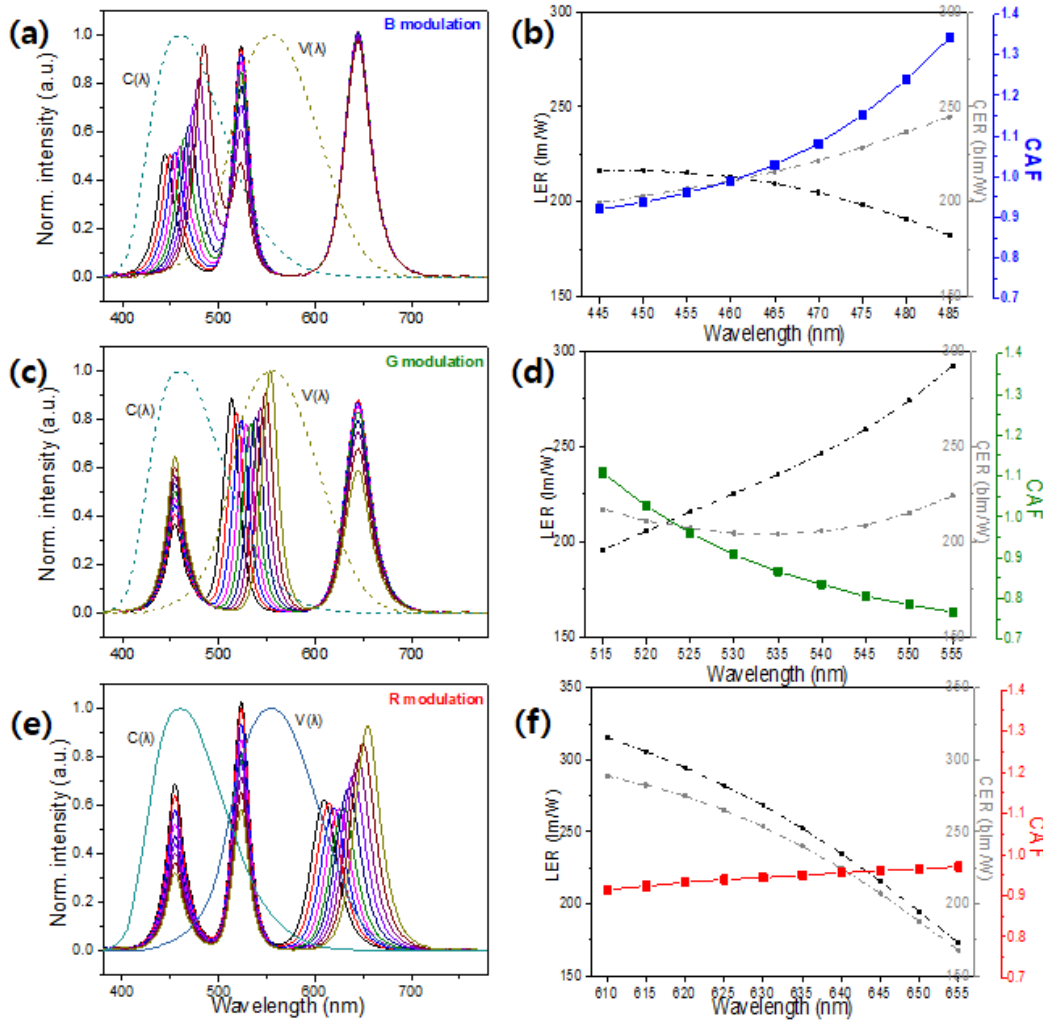 (a)
B modulation
C(λ)
V(λ)
Norm. intensity (a.u.)
1.0
0.8
0.6
0.4
0.2
0.0
400 500 600 700
(b)
LER (lm/W)
300
250
200
150
300
250
200
150
CER (blm/W)
1.4
1.3
1.2
1.1
1.0
0.9
0.8
0.7
CAF
445 450 455 460 465 470 475 480 485
Wavelength (nm)
(c)
G modulation
C(λ)
V(λ)
Norm. intensity (a.u.)
1.0
0.8
0.6
0.4
0.2
0.0
400 500 600 700
(d)
LER (lm/W)
300
250
200
150
300
250
200
150
CER (blm/W)
1.4
1.3
1.2
1.1
1.0
0.9
0.8
0.7
CAF
515 520 525 530 535 540 545 550 555
Wavelength (nm)
(e)
R modulation
C(λ)
V(λ)
Norm. intensity (a.u.)
1.0
0.8
0.6
0.4
0.2
0.0
400 500 600 700
Wavelength (nm)
(f)
LER (lm/W)
350
300
250
200
150
350
300
250
200
150
CER (blm/W)
1.4
1.3
1.2
1.1
1.0
0.9
0.8
0.7
CAF
610 615 620 625 630 635 640 645 650 655
Wavelength (nm)